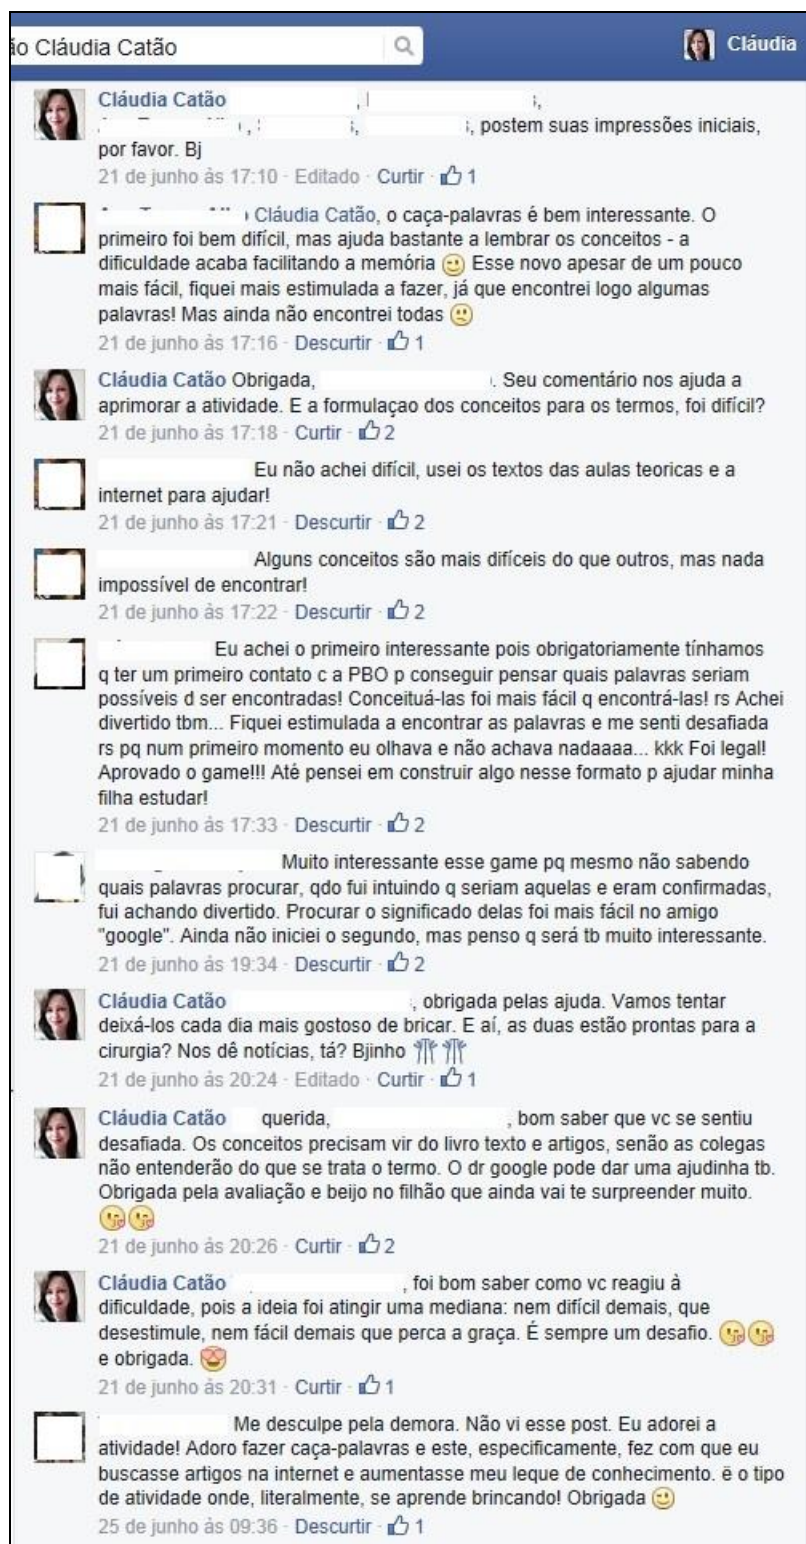 ão Cláudia Catão
Cláudia
Cláudia Catão
, postem suas impressões iniciais,
por favor. Bj
21 de junho às 17:10 · Editado · Curtir · 1
Cláudia Catão, o caça-palavras é bem interessante. O
primeiro foi bem difícil, mas ajuda bastante a lembrar os conceitos - a
dificuldade acaba facilitando a memória Esse novo apesar de um pouco
mais fácil, fiquei mais estimulada a fazer, já que encontrei logo algumas
palavras! Mas ainda não encontrei todas
21 de junho às 17:16 · Descurtir · 1
Cláudia Catão Obrigada, . Seu comentário nos ajuda a
aprimorar a atividade. E a formulaçao dos conceitos para os termos, foi difícil?
21 de junho às 17:18 · Curtir · 2
Eu não achei difícil, usei os textos das aulas teoricas e a
internet para ajudar!
21 de junho às 17:21 · Descurtir · 2
Alguns conceitos são mais difíceis do que outros, mas nada
impossível de encontrar!
21 de junho às 17:22 · Descurtir · 2
Eu achei o primeiro interessante pois obrigatoriamente tínhamos
q ter um primeiro contato c a PBO p conseguir pensar quais palavras seriam
possíveis d ser encontradas! Conceituá-las foi mais fácil q encontrá-las! rs Achei
divertido tbm... Fiquei estimulada a encontrar as palavras e me senti desafiada
rs pq num primeiro momento eu olhava e não achava nadaaaa... kkk Foi legal!
Aprovado o game!!! Até pensei em construir algo nesse formato p ajudar minha
filha estudar!
21 de junho às 17:33 · Descurtir · 2
Muito interessante esse game pq mesmo não sabendo
quais palavras procurar, qdo fui intuindo q seriam aquelas e eram confirmadas,
fui achando divertido. Procurar o significado delas foi mais fácil no amigo
"google". Ainda não iniciei o segundo, mas penso q será tb muito interessante.
21 de junho às 19:34 · Descurtir · 2
Cláudia Catão , obrigada pelas ajuda. Vamos tentar
deixá-los cada dia mais gostoso de bricar. E aí, as duas estão prontas para a
cirurgia? Nos dê notícias, tá? Bjinho
21 de junho às 20:24 · Editado · Curtir · 1
Cláudia Catão querida, , bom saber que vc se sentiu
desafiada. Os conceitos precisam vir do livro texto e artigos, senão as colegas
não entenderão do que se trata o termo. O dr google pode dar uma ajudinha tb.
Obrigada pela avaliação e beijo no filhão que ainda vai te surpreender muito.
21 de junho às 20:26 · Curtir · 2
Cláudia Catão , foi bom saber como vc reagiu à
dificuldade, pois a ideia foi atingir uma mediana: nem difícil demais, que
desestimule, nem fácil demais que perca a graça. É sempre um desafio.
e obrigada.
21 de junho às 20:31 · Curtir · 1
Me desculpe pela demora. Não vi esse post. Eu adorei a
atividade! Adoro fazer caça-palavras e este, especificamente, fez com que eu
buscasse artigos na internet e aumentasse meu leque de conhecimento. ë o tipo
de atividade onde, literalmente, se aprende brincando! Obrigada
25 de junho às 09:36 · Descurtir · 1